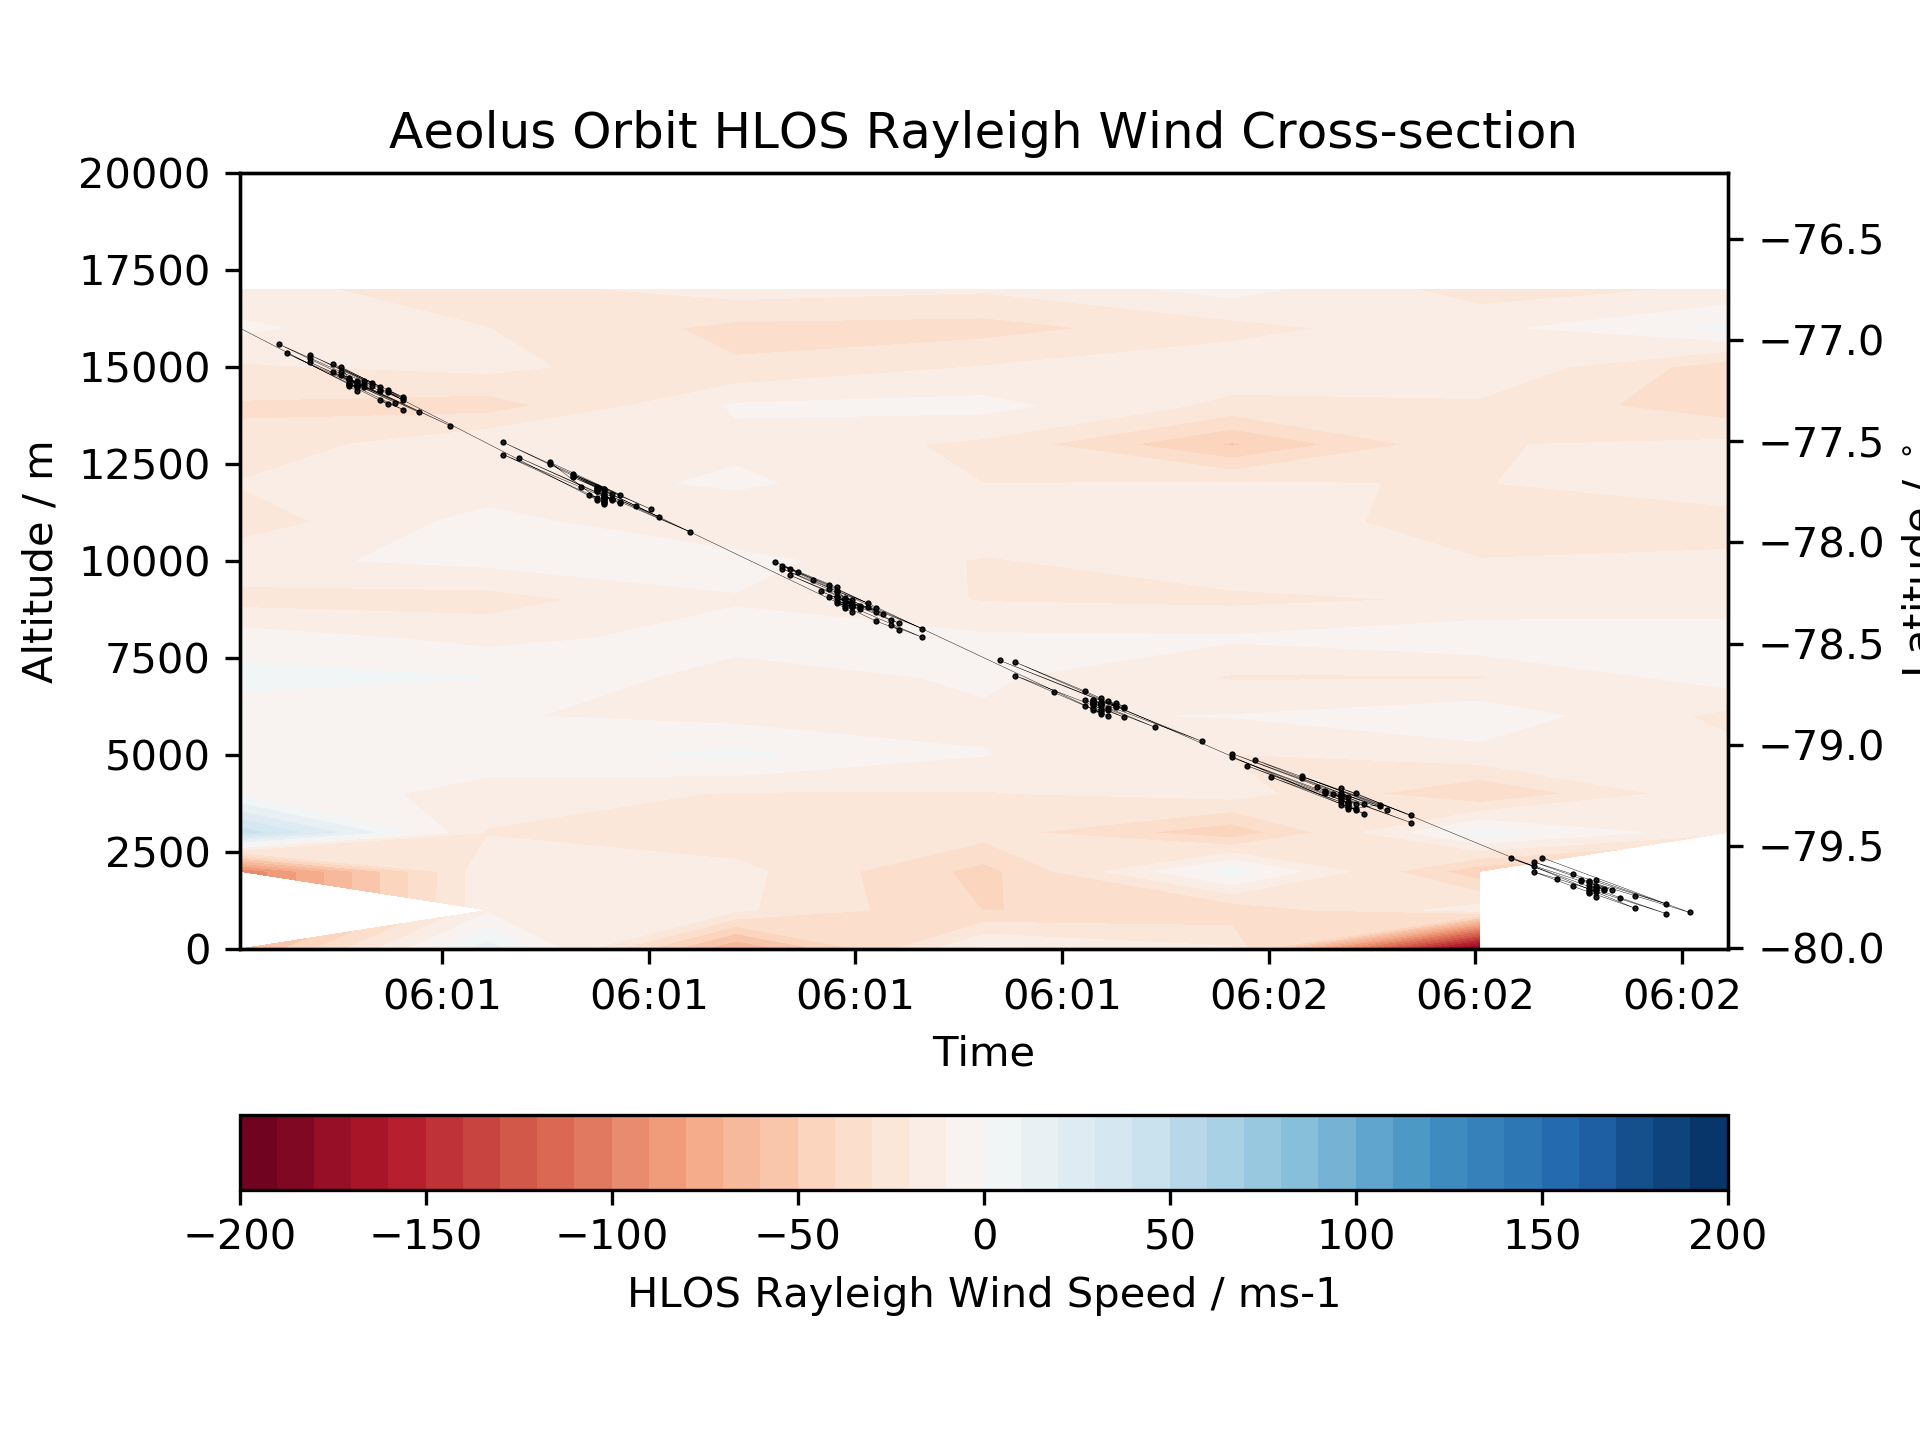 Aeolus Orbit HLOS Rayleigh Wind Cross-section
20000
17500
15000
12500
10000
7500
5000
2500
0
Altitude / m
−76.5
−77.0
−77.5
−78.0
−78.5
−79.0
−79.5
−80.0
Latitude / °
06:01 06:01 06:01 06:01 06:02 06:02 06:02
Time
−200 −150 −100 −50 0 50 100 150 200
HLOS Rayleigh Wind Speed / ms-1